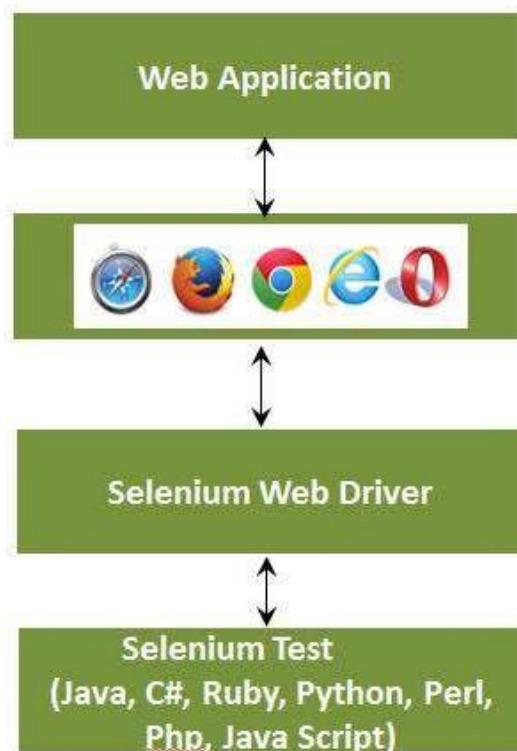 Web Application
Selenium Web Driver
Selenium Test
(Java, C#, Ruby, Python, Perl,
Php, Java Script)